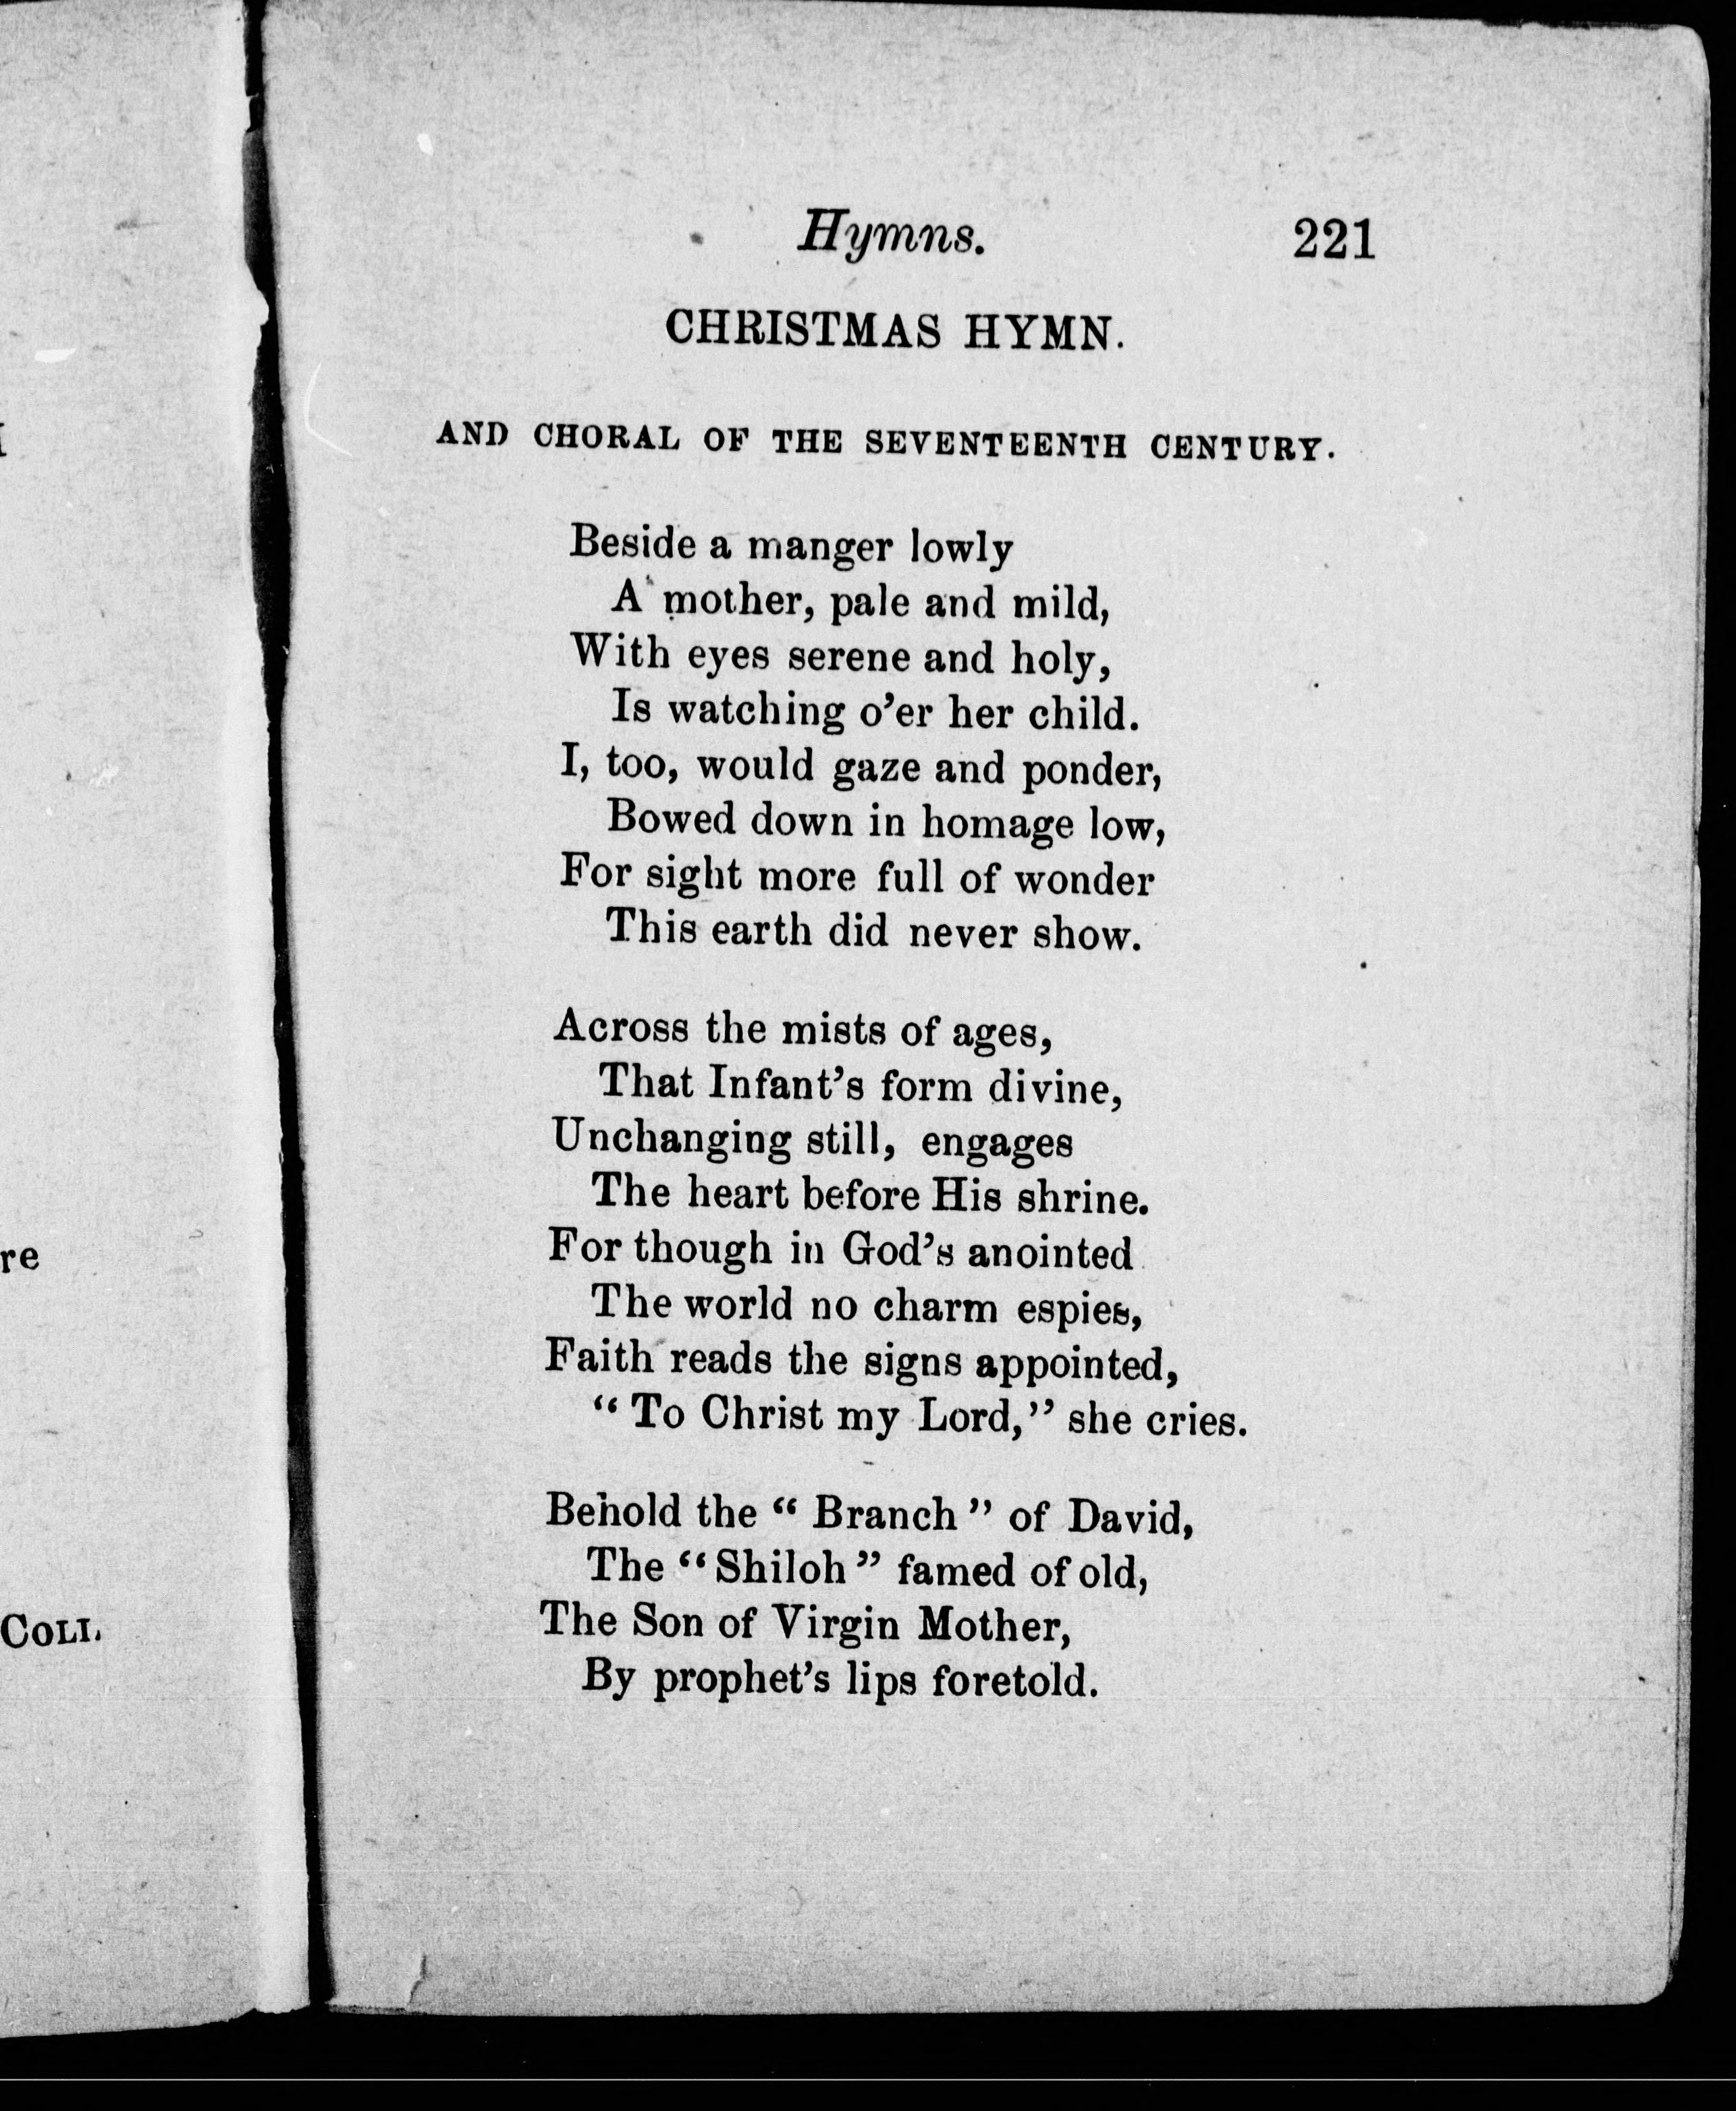 Hymns. 221
CHRISTMAS HYMN.
AND CHORAL OF THE SEVENTEENTH CENTURY.
Beside a manger lowly
A mother, pale and mild,
With eyes serene and holy,
Is watching o’er her child.
I, too, would gaze and ponder,
Bowed down in homage low,
For sight more full of wonder
This earth did never show.
Across the mists of ages,
That Infant’s form divine,
Unchanging still, engages
The heart before His shrine.
For though in God’s anointed
The world no charm espies,
Faith reads the signs appointed,
“ To Christ my Lord,” she cries.
Behold the “ Branch ” of David,
The “ Shiloh ” famed of old,
The Son of Virgin Mother,
By prophet’s lips foretold.
re